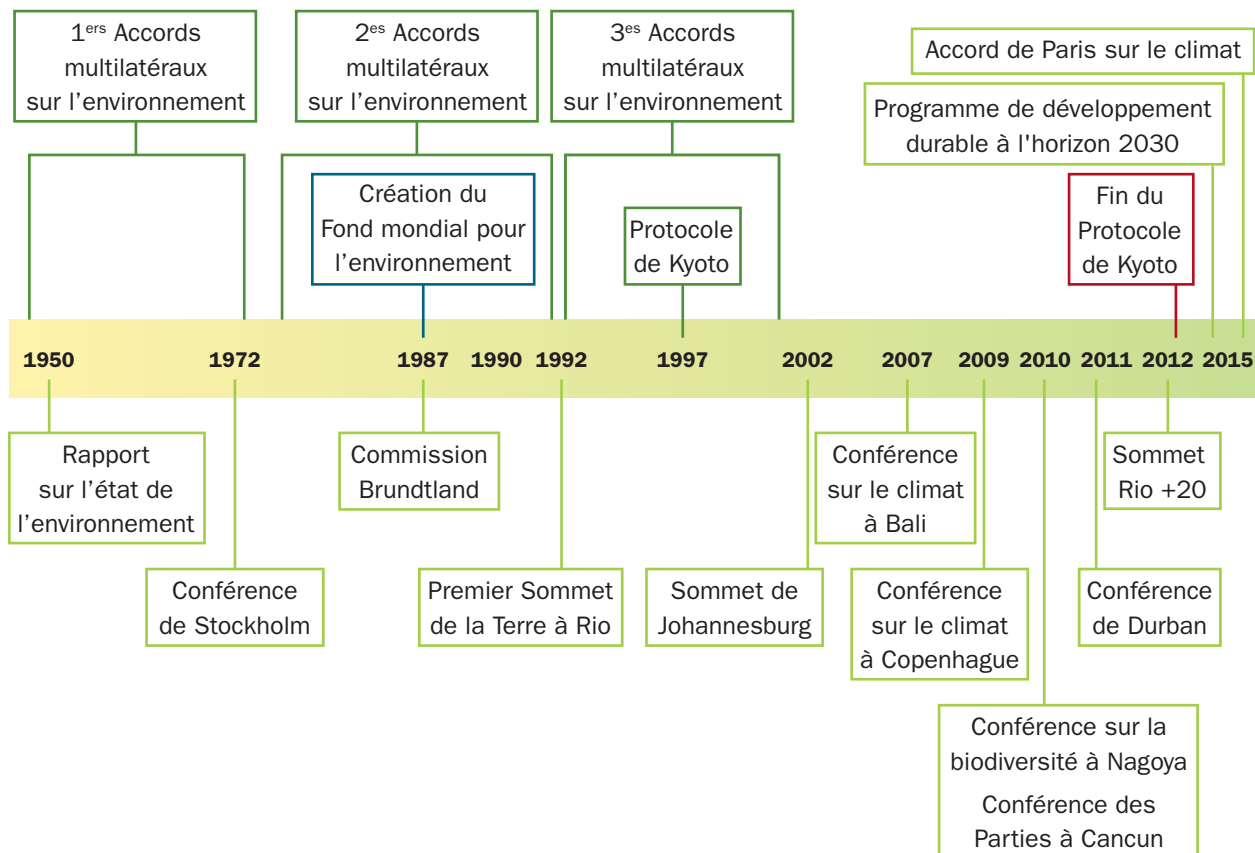 1ers Accords
multilatéraux
sur l'environnement
2es Accords
multilatéraux
sur l'environnement
3es Accords
multilatéraux
sur l'environnement
Accord de Paris sur le climat
Programme de développement
durable à l'horizon 2030
Création du
Fond mondial pour
l'environnement
Protocole
de Kyoto
Fin du
Protocole
de Kyoto
1950 1972 1987 1990 1992 1997 2002 2007 2009 2010 2011 2012 2015
Rapport
sur l'état de
l'environnement
Commission
Brundtland
Conférence
sur le climat
à Bali
Sommet
Rio +20
Conférence
de Stockholm
Premier Sommet
de la Terre à Rio
Sommet de
Johannesburg
Conférence
sur le climat
à Copenhague
Conférence
de Durban
Conférence sur la
biodiversité à Nagoya
Conférence des
Parties à Cancun